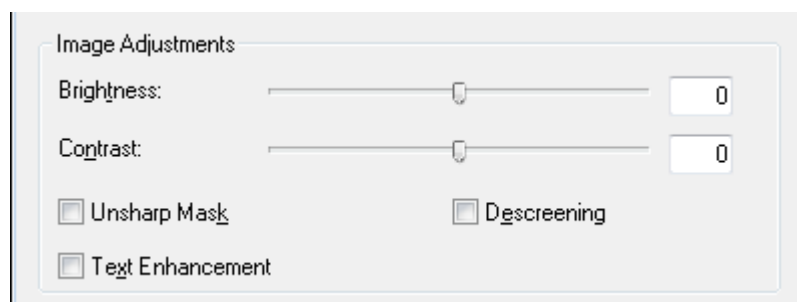 Image Adjustments
Brightness: 0
Contrast: 0
Unsharp Mask Descreening
Text Enhancement